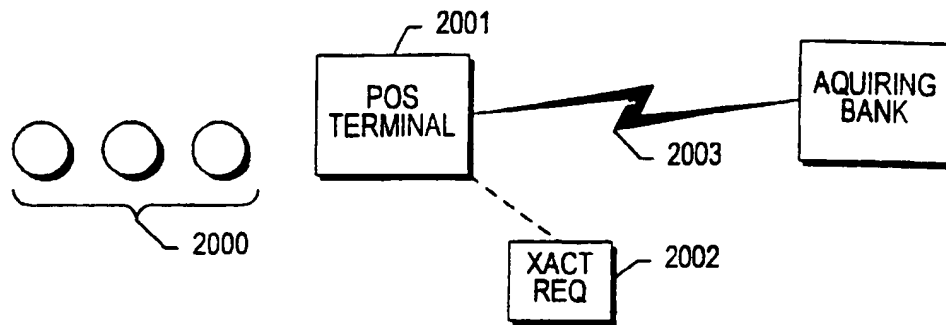 2001
POS
TERMINAL
AQUIRING
BANK
2003
2000
XACT
REQ
2002